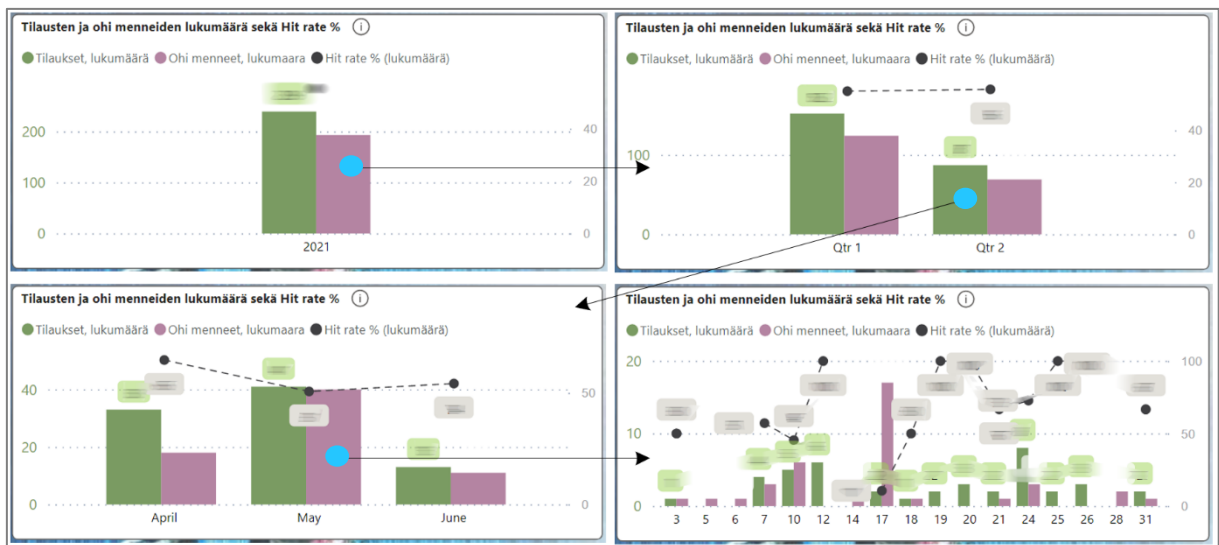 Tilausten ja ohi menneiden lukumäärä sekä Hit rate %
Tilaukset, lukumäärä Ohi menneet, lukumaara Hit rate % (lukumäärä)
200
100
0
40
20
0
2021
Tilausten ja ohi menneiden lukumäärä sekä Hit rate %
Tilaukset, lukumäärä Ohi menneet, lukumaara Hit rate % (lukumäärä)
100
0
40
20
0
Qtr 1 Qtr 2
Tilausten ja ohi menneiden lukumäärä sekä Hit rate %
Tilaukset, lukumäärä Ohi menneet, lukumaara Hit rate % (lukumäärä)
40
20
0
50
0
April May June
Tilausten ja ohi menneiden lukumäärä sekä Hit rate %
Tilaukset, lukumäärä Ohi menneet, lukumaara Hit rate % (lukumäärä)
20
10
0
100
50
0
3 5 6 7 10 12 14 17 18 19 20 21 24 25 26 28 31